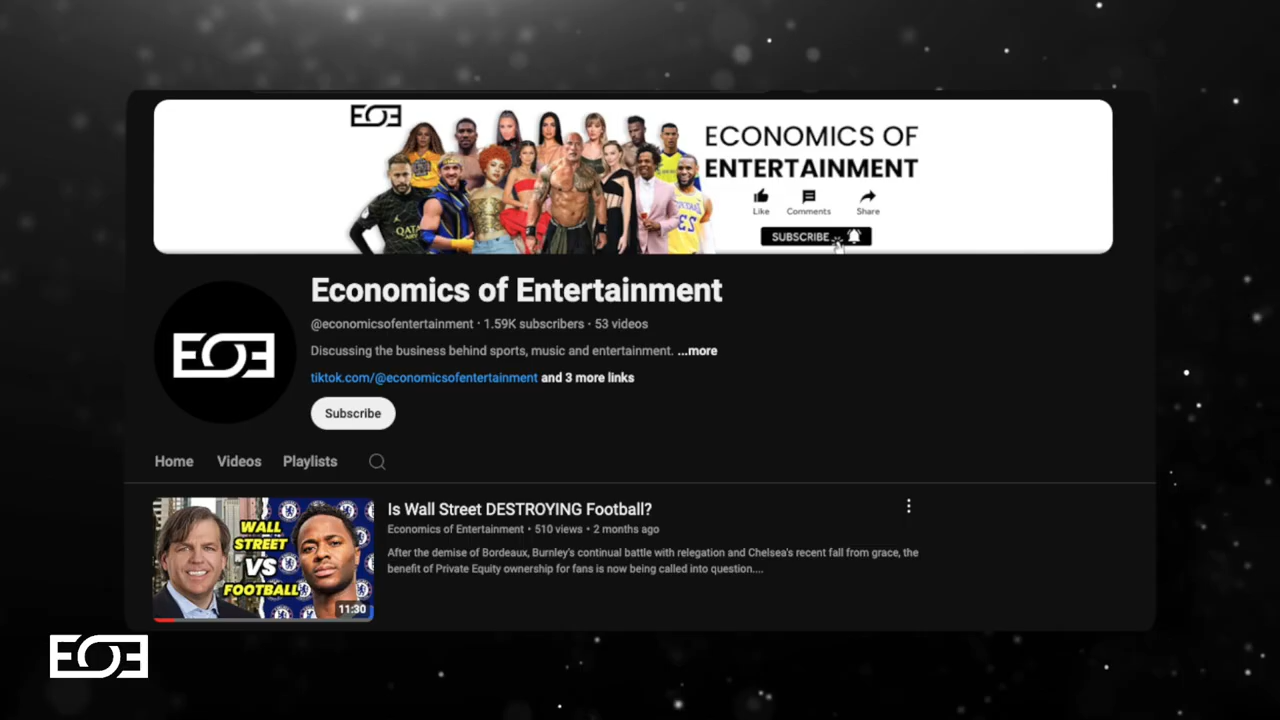 EOE
ECONOMICS OF
ENTERTAINMENT
Like Comments Share
SUBSCRIBE
QATAR
23
Economics of Entertainment
@economicsofentertainment · 1.59K subscribers · 53 videos
Discussing the business behind sports, music and entertainment. ...more
tiktok.com/@economicsofentertainment and 3 more links
EOE
Subscribe
Home Videos Playlists
WALL
STREET
VS
FOOTBALL
11:30
Is Wall Street DESTROYING Football?
Economics of Entertainment • 510 views • 2 months ago
After the demise of Bordeaux, Burnley's continual battle with relegation and Chelsea's recent fall from grace, the
benefit of Private Equity ownership for fans is now being called into question....
EOE